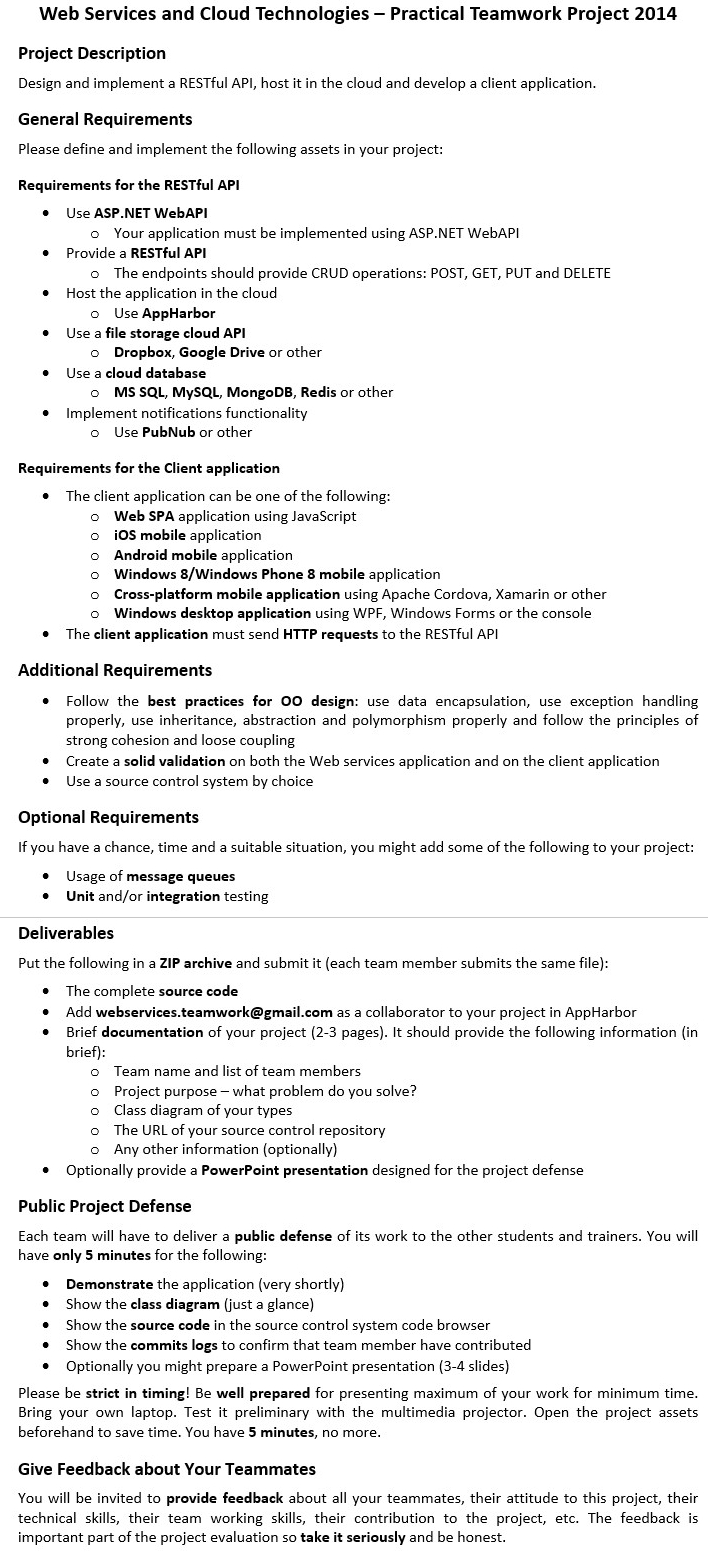 Web Services and Cloud Technologies – Practical Teamwork Project 2014
Project Description
Design and implement a RESTful API, host it in the cloud and develop a client application.
General Requirements
Please define and implement the following assets in your project:
Requirements for the RESTful API
• Use ASP.NET WebAPI
o Your application must be implemented using ASP.NET WebAPI
• Provide a RESTful API
o The endpoints should provide CRUD operations: POST, GET, PUT and DELETE
• Host the application in the cloud
o Use AppHarbor
• Use a file storage cloud API
o Dropbox, Google Drive or other
• Use a cloud database
o MS SQL, MySQL, MongoDB, Redis or other
• Implement notifications functionality
o Use PubNub or other
Requirements for the Client application
• The client application can be one of the following:
o Web SPA application using JavaScript
o iOS mobile application
o Android mobile application
o Windows 8/Windows Phone 8 mobile application
o Cross-platform mobile application using Apache Cordova, Xamarin or other
o Windows desktop application using WPF, Windows Forms or the console
• The client application must send HTTP requests to the RESTful API
Additional Requirements
• Follow the best practices for OO design: use data encapsulation, use exception handling
properly, use inheritance, abstraction and polymorphism properly and follow the principles of
strong cohesion and loose coupling
• Create a solid validation on both the Web services application and on the client application
• Use a source control system by choice
Optional Requirements
If you have a chance, time and a suitable situation, you might add some of the following to your project:
• Usage of message queues
• Unit and/or integration testing
Deliverables
Put the following in a ZIP archive and submit it (each team member submits the same file):
• The complete source code
• Add webservices.teamwork@gmail.com as a collaborator to your project in AppHarbor
• Brief documentation of your project (2-3 pages). It should provide the following information (in
brief):
o Team name and list of team members
o Project purpose – what problem do you solve?
o Class diagram of your types
o The URL of your source control repository
o Any other information (optionally)
• Optionally provide a PowerPoint presentation designed for the project defense
Public Project Defense
Each team will have to deliver a public defense of its work to the other students and trainers. You will
have only 5 minutes for the following:
• Demonstrate the application (very shortly)
• Show the class diagram (just a glance)
• Show the source code in the source control system code browser
• Show the commits logs to confirm that team member have contributed
• Optionally you might prepare a PowerPoint presentation (3-4 slides)
Please be strict in timing! Be well prepared for presenting maximum of your work for minimum time.
Bring your own laptop. Test it preliminary with the multimedia projector. Open the project assets
beforehand to save time. You have 5 minutes, no more.
Give Feedback about Your Teammates
You will be invited to provide feedback about all your teammates, their attitude to this project, their
technical skills, their team working skills, their contribution to the project, etc. The feedback is
important part of the project evaluation so take it seriously and be honest.